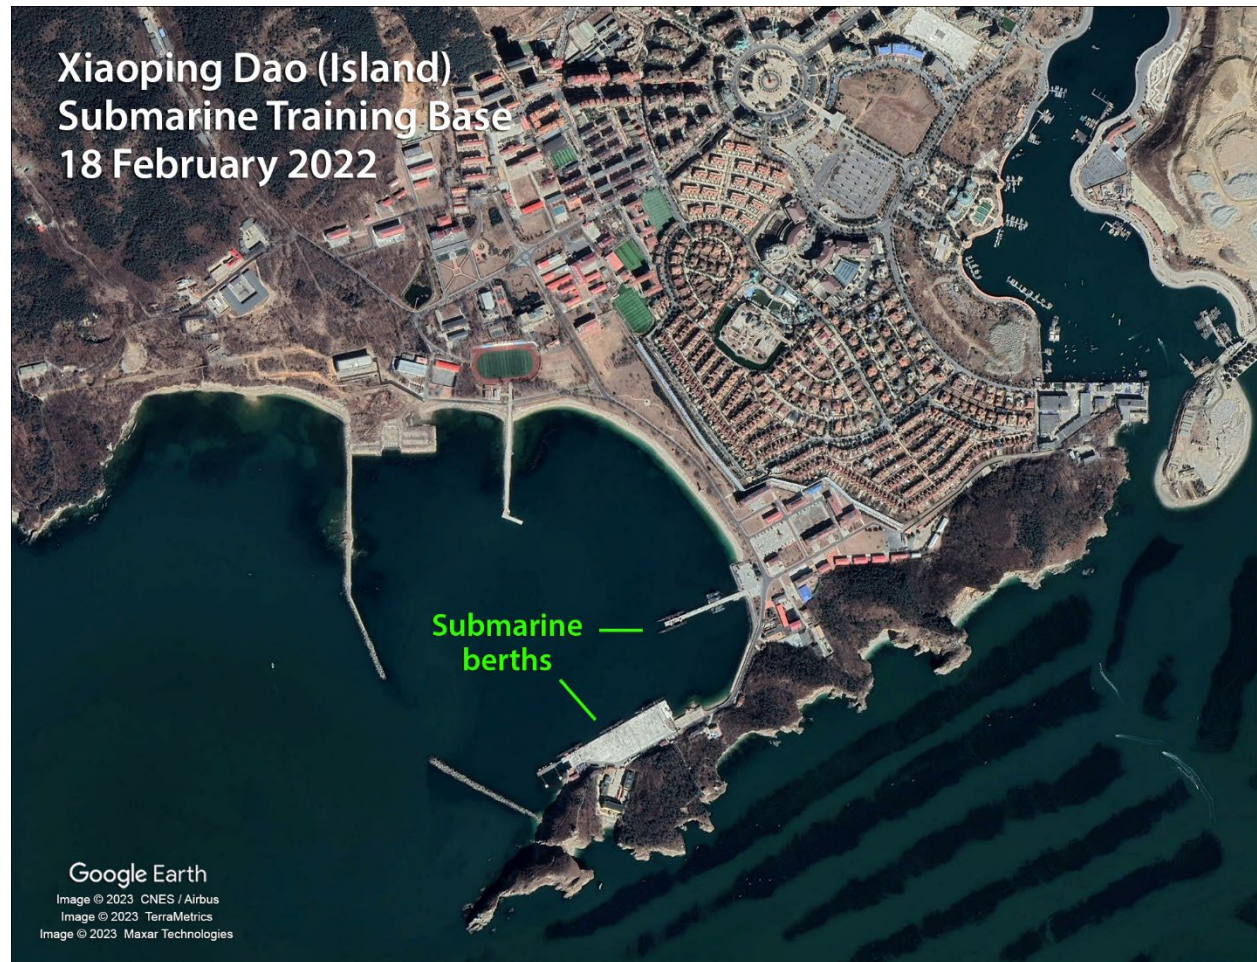 Xiaoping Dao (Island)
Submarine Training Base
18 February 2022
Submarine
berths
Google Earth
Image © 2023 CNES / Airbus
Image © 2023 TerraMetrics
Image © 2023 Maxar Technologies